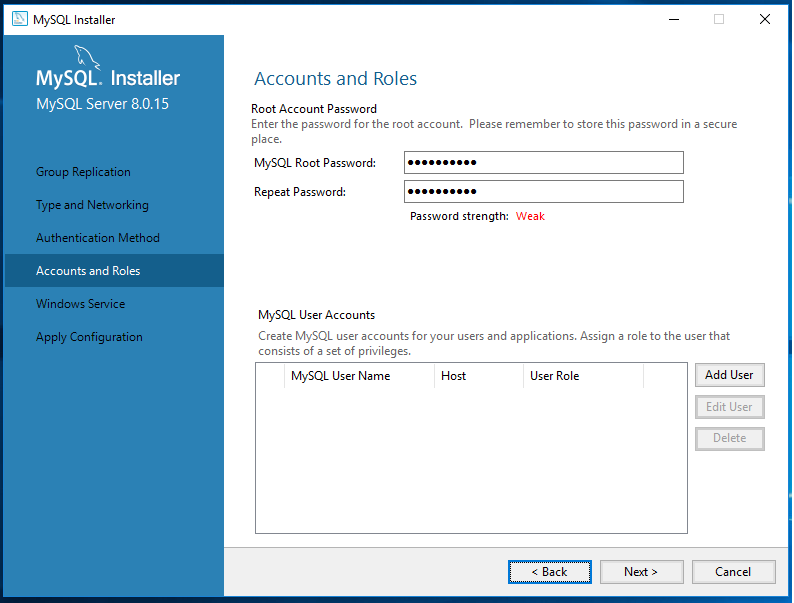 MySQL Installer
MySQL. Installer
MySQL Server 8.0.15
Group Replication
Type and Networking
Authentication Method
Accounts and Roles
Windows Service
Apply Configuration
Accounts and Roles
Root Account Password
Enter the password for the root account.  Please remember to store this password in a secure
place.
MySQL Root Password: ●●●●●●●●●●
Repeat Password: ●●●●●●●●●●
Password strength: Weak
MySQL User Accounts
Create MySQL user accounts for your users and applications. Assign a role to the user that
consists of a set of privileges.
MySQL User Name Host User Role
Add User
Edit User
Delete
< Back Next > Cancel